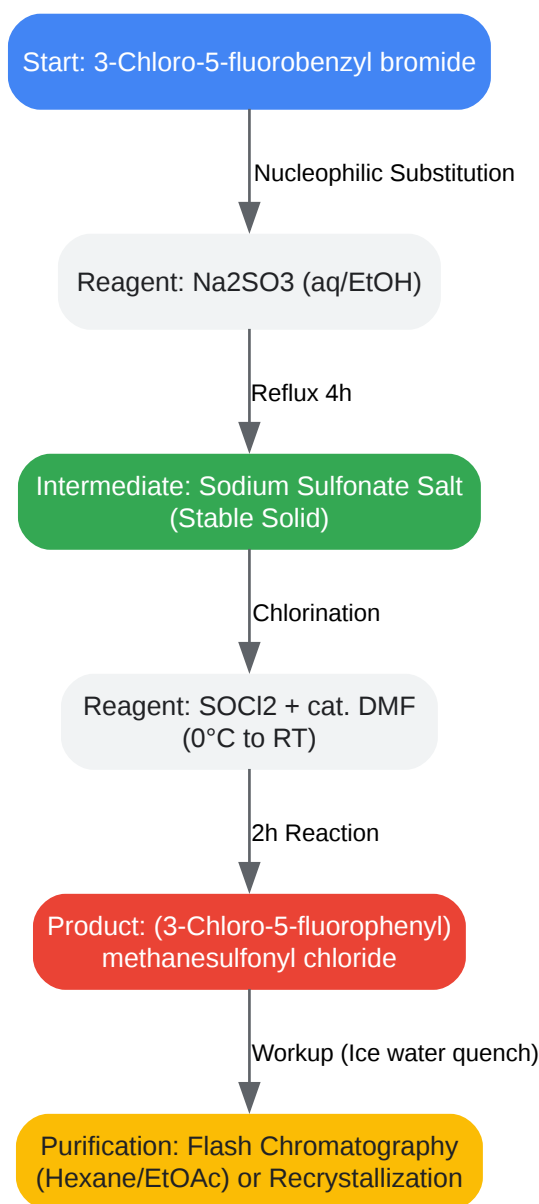 Start: 3-Chloro-5-fluorobenzyl bromide
Nucleophilic Substitution
Reagent: Na2SO3 (aq/EtOH)
Reflux 4h
Intermediate: Sodium Sulfonate Salt
(Stable Solid)
Chlorination
Reagent: SOCl2 + cat. DMF
(0°C to RT)
2h Reaction
Product: (3-Chloro-5-fluorophenyl)
methanesulfonyl chloride
Workup (Ice water quench)
Purification: Flash Chromatography
(Hexane/EtOAc) or Recrystallization